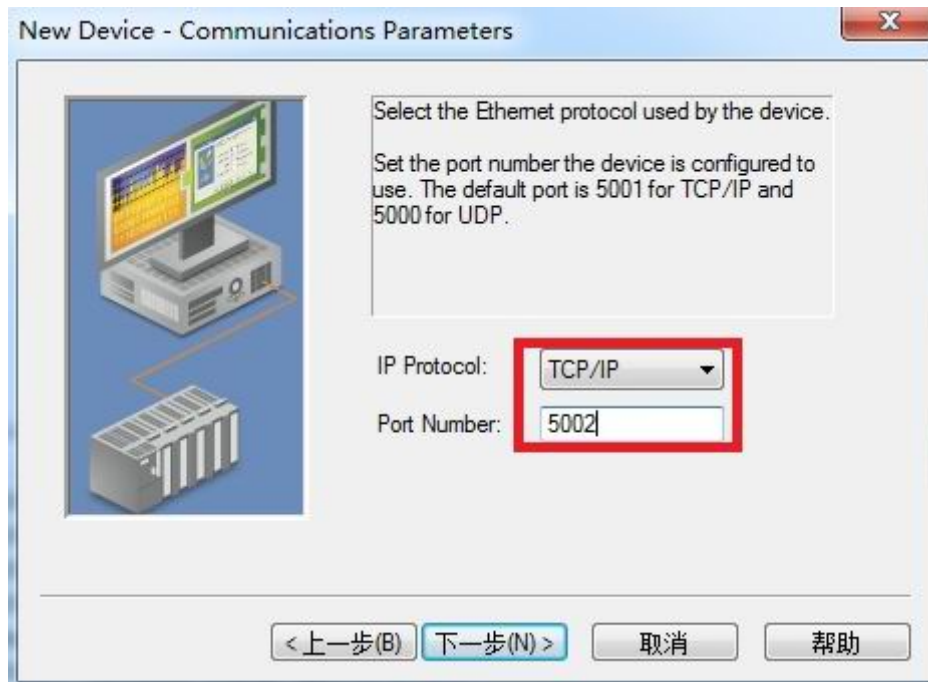 New Device - Communications Parameters
Select the Ethernet protocol used by the device.
Set the port number the device is configured to
use. The default port is 5001 for TCP/IP and
5000 for UDP.
IP Protocol: TCP/IP
Port Number: 5002
<上一步(B) 下一步(N)> 取消 帮助